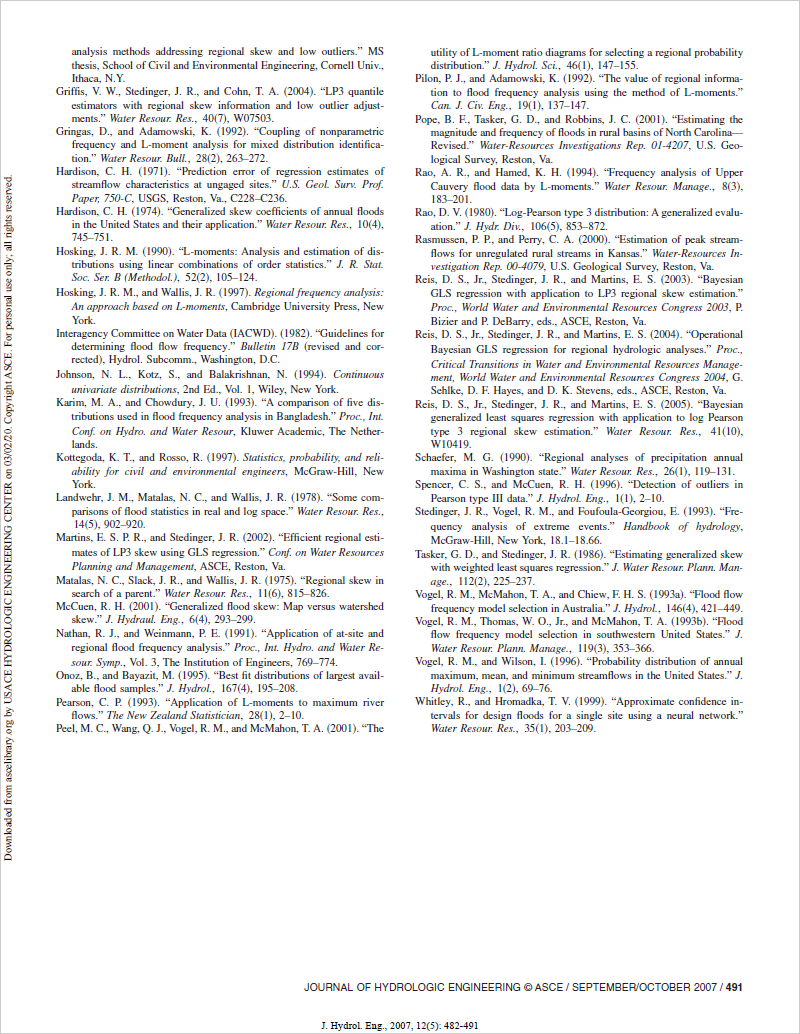 analysis methods addressing regional skew and low outliers.” MS
thesis, School of Civil and Environmental Engineering, Cornell Univ.,
Ithaca, N.Y.
Griffis, V. W., Stedinger, J. R., and Cohn, T. A. (2004). “LP3 quantile
estimators with regional skew information and low outlier adjust-
ments.” Water Resour. Res., 40(7), W07503.
Gringas, D., and Adamowski, K. (1992). “Coupling of nonparametric
frequency and L-moment analysis for mixed distribution identifica-
tion.” Water Resour. Bull., 28(2), 263–272.
Hardison, C. H. (1971). “Prediction error of regression estimates of
streamflow characteristics at ungaged sites.” U.S. Geol. Surv. Prof.
Paper, 750-C, USGS, Reston, Va., C228–C236.
Hardison, C. H. (1974). “Generalized skew coefficients of annual floods
in the United States and their application.” Water Resour. Res., 10(4),
745–751.
Hosking, J. R. M. (1990). “L-moments: Analysis and estimation of dis-
tributions using linear combinations of order statistics.” J. R. Stat.
Soc. Ser. B (Methodol.), 52(2), 105–124.
Hosking, J. R. M., and Wallis, J. R. (1997). Regional frequency analysis:
An approach based on L-moments, Cambridge University Press, New
York.
Interagency Committee on Water Data (IACWD). (1982). “Guidelines for
determining flood flow frequency.” Bulletin 17B (revised and cor-
rected), Hydrol. Subcomm., Washington, D.C.
Johnson, N. L., Kotz, S., and Balakrishnan, N. (1994). Continuous
univariate distributions, 2nd Ed., Vol. 1, Wiley, New York.
Karim, M. A., and Chowdury, J. U. (1993). “A comparison of five dis-
tributions used in flood frequency analysis in Bangladesh.” Proc., Int.
Conf. on Hydro. and Water Resour, Kluwer Academic, The Nether-
lands.
Kottegoda, K. T., and Rosso, R. (1997). Statistics, probability, and reli-
ability for civil and environmental engineers, McGraw-Hill, New
York.
Landwehr, J. M., Matalas, N. C., and Wallis, J. R. (1978). “Some com-
parisons of flood statistics in real and log space.” Water Resour. Res.,
14(5), 902–920.
Martins, E. S. P. R., and Stedinger, J. R. (2002). “Efficient regional esti-
mates of LP3 skew using GLS regression.” Conf. on Water Resources
Planning and Management, ASCE, Reston, Va.
Matalas, N. C., Slack, J. R., and Wallis, J. R. (1975). “Regional skew in
search of a parent.” Water Resour. Res., 11(6), 815–826.
McCuen, R. H. (2001). “Generalized flood skew: Map versus watershed
skew.” J. Hydraul. Eng., 6(4), 293–299.
Nathan, R. J., and Weinmann, P. E. (1991). “Application of at-site and
regional flood frequency analysis.” Proc., Int. Hydro. and Water Re-
sour. Symp., Vol. 3, The Institution of Engineers, 769–774.
Onoz, B., and Bayazit, M. (1995). “Best fit distributions of largest avail-
able flood samples.” J. Hydrol., 167(4), 195–208.
Pearson, C. P. (1993). “Application of L-moments to maximum river
flows.” The New Zealand Statistician, 28(1), 2–10.
Peel, M. C., Wang, Q. J., Vogel, R. M., and McMahon, T. A. (2001). “The
utility of L-moment ratio diagrams for selecting a regional probability
distribution.” J. Hydrol. Sci., 46(1), 147–155.
Pilon, P. J., and Adamowski, K. (1992). “The value of regional informa-
tion to flood frequency analysis using the method of L-moments.”
Can. J. Civ. Eng., 19(1), 137–147.
Pope, B. F., Tasker, G. D., and Robbins, J. C. (2001). “Estimating the
magnitude and frequency of floods in rural basins of North Carolina—
Revised.” Water-Resources Investigations Rep. 01-4207, U.S. Geo-
logical Survey, Reston, Va.
Rao, A. R., and Hamed, K. H. (1994). “Frequency analysis of Upper
Cauvery flood data by L-moments.” Water Resour. Manage., 8(3),
183–201.
Rao, D. V. (1980). “Log-Pearson type 3 distribution: A generalized evalu-
ation.” J. Hydr. Div., 106(5), 853–872.
Rasmussen, P. P., and Perry, C. A. (2000). “Estimation of peak stream-
flows for unregulated rural streams in Kansas.” Water-Resources In-
vestigation Rep. 00-4079, U.S. Geological Survey, Reston, Va.
Reis, D. S., Jr., Stedinger, J. R., and Martins, E. S. (2003). “Bayesian
GLS regression with application to LP3 regional skew estimation.”
Proc., World Water and Environmental Resources Congress 2003, P.
Bizier and P. DeBarry, eds., ASCE, Reston, Va.
Reis, D. S., Jr., Stedinger, J. R., and Martins, E. S. (2004). “Operational
Bayesian GLS regression for regional hydrologic analyses.” Proc.,
Critical Transitions in Water and Environmental Resources Manage-
ment, World Water and Environmental Resources Congress 2004, G.
Sehlke, D. F. Hayes, and D. K. Stevens, eds., ASCE, Reston, Va.
Reis, D. S., Jr., Stedinger, J. R., and Martins, E. S. (2005). “Bayesian
generalized least squares regression with application to log Pearson
type 3 regional skew estimation.” Water Resour. Res., 41(10),
W10419.
Schaefer, M. G. (1990). “Regional analyses of precipitation annual
maxima in Washington state.” Water Resour. Res., 26(1), 119–131.
Spencer, C. S., and McCuen, R. H. (1996). “Detection of outliers in
Pearson type III data.” J. Hydrol. Eng., 1(1), 2–10.
Stedinger, J. R., Vogel, R. M., and Foufoula-Georgiou, E. (1993). “Fre-
quency analysis of extreme events.” Handbook of hydrology,
McGraw-Hill, New York, 18.1–18.66.
Tasker, G. D., and Stedinger, J. R. (1986). “Estimating generalized skew
with weighted least squares regression.” J. Water Resour. Plann. Man-
age., 112(2), 225–237.
Vogel, R. M., McMahon, T. A., and Chiew, F. H. S. (1993a). “Flood flow
frequency model selection in Australia.” J. Hydrol., 146(4), 421–449.
Vogel, R. M., Thomas, W. O., Jr., and McMahon, T. A. (1993b). “Flood
flow frequency model selection in southwestern United States.” J.
Water Resour. Plann. Manage., 119(3), 353–366.
Vogel, R. M., and Wilson, I. (1996). “Probability distribution of annual
maximum, mean, and minimum streamflows in the United States.” J.
Hydrol. Eng., 1(2), 69–76.
Whitley, R., and Hromadka, T. V. (1999). “Approximate confidence in-
tervals for design floods for a single site using a neural network.”
Water Resour. Res., 35(1), 203–209.
Downloaded from ascelibrary.org by USACE HYDROLOGIC ENGINEERING CENTER on 03/02/20. Copyright ASCE. For personal use only; all rights reserved.
JOURNAL OF HYDROLOGIC ENGINEERING © ASCE / SEPTEMBER/OCTOBER 2007 / 491
J. Hydrol. Eng., 2007, 12(5): 482-491